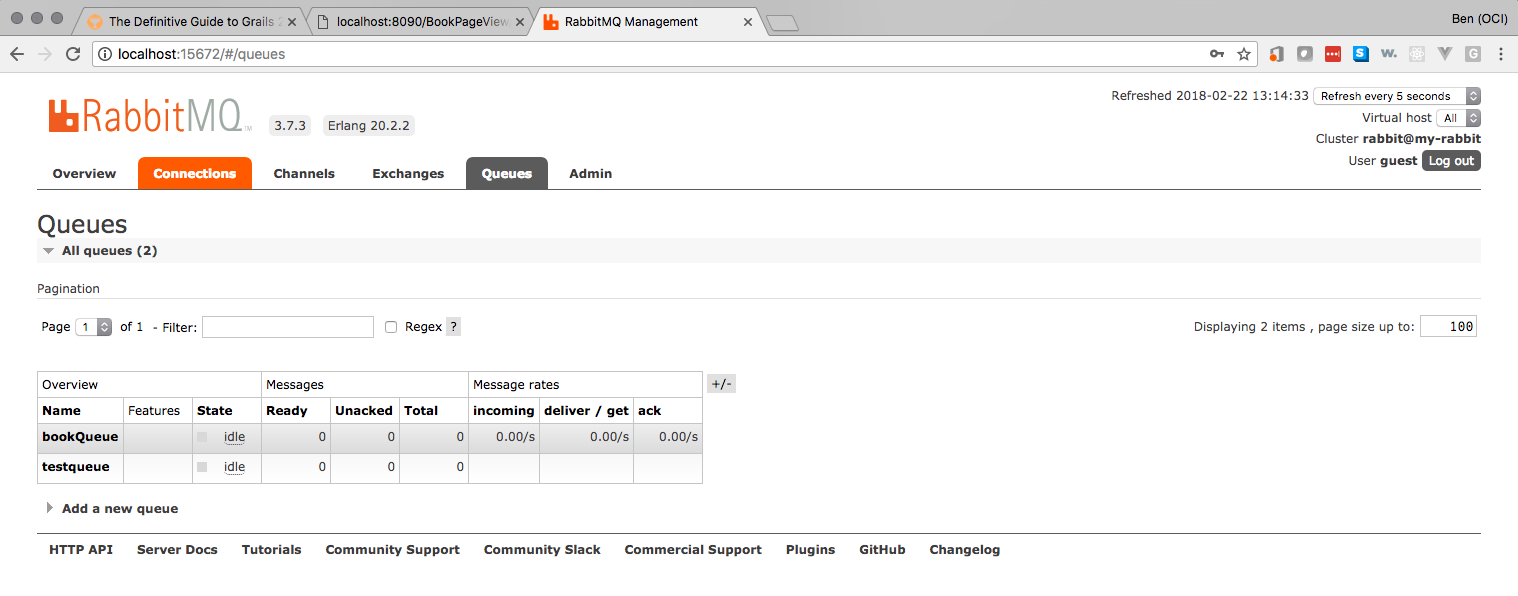 The Definitive Guide to Grails 2
localhost:8090/BookPageView
RabbitMQ Management
Ben (OCI)
localhost:15672/#/queues
RabbitMQ TM
3.7.3
Erlang 20.2.2
Refreshed 2018-02-22 13:14:33 Refresh every 5 seconds
Virtual host All
Cluster rabbit@my-rabbit
User guest Log out
Overview Connections Channels Exchanges Queues Admin
Queues
All queues (2)
Pagination
Page 1 of 1 - Filter: Regex ?
Displaying 2 items , page size up to: 100
Overview Messages Message rates +/-
Name Features State Ready Unacked Total incoming deliver / get ack
bookQueue idle 0 0 0 0.00/s 0.00/s 0.00/s
testqueue idle 0 0 0
Add a new queue
HTTP API Server Docs Tutorials Community Support Community Slack Commercial Support Plugins GitHub Changelog